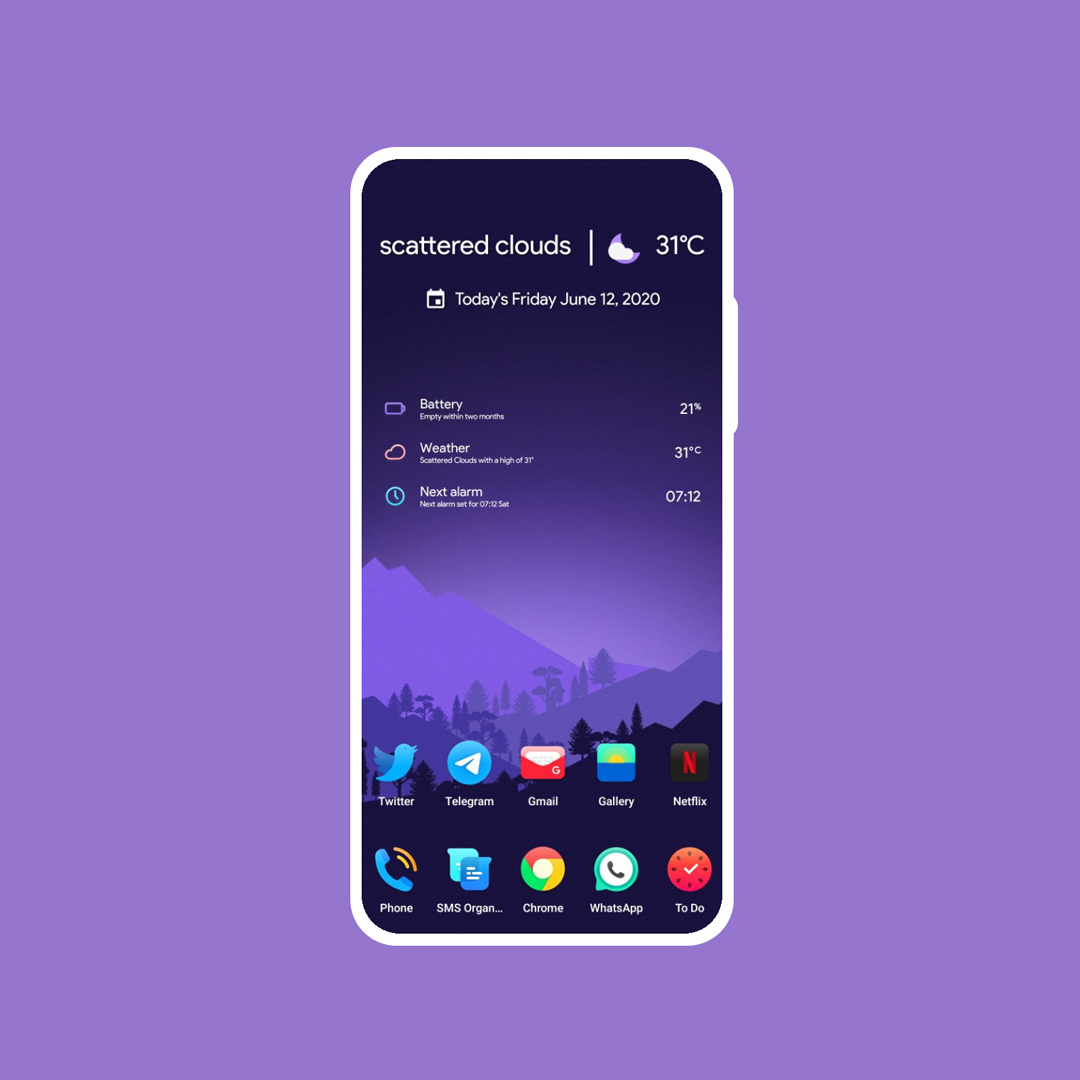 scattered clouds | 31°C
Today's Friday June 12, 2020
Battery 21%
Empty within two months
Weather 31°C
Scattered Clouds with a high of 31°
Next alarm 07:12
Next alarm set for 07:12 Sat
G N
Twitter Telegram Gmail Gallery Netflix
Phone SMS Organ... Chrome WhatsApp To Do